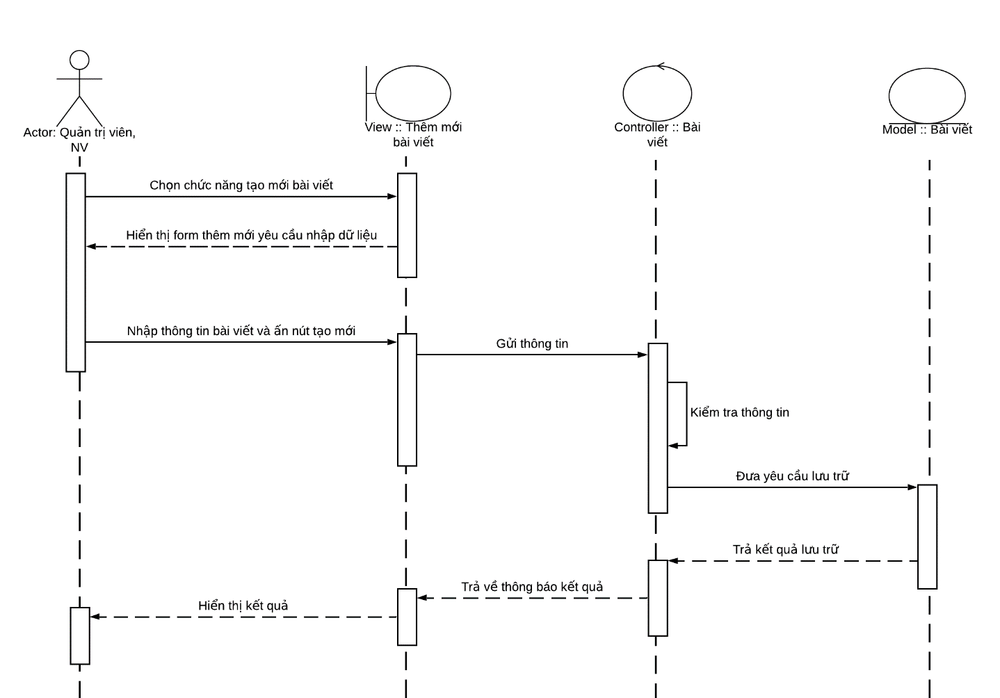 Actor: Quản trị viên,
NV
View :: Thêm mới
bài viết
Controller :: Bài
viết
Model :: Bài viết
Chọn chức năng tạo mới bài viết
Hiển thị form thêm mới yêu cầu nhập dữ liệu
Nhập thông tin bài viết và ấn nút tạo mới
Gửi thông tin
Kiểm tra thông tin
Đưa yêu cầu lưu trữ
Trả kết quả lưu trữ
Trả về thông báo kết quả
Hiển thị kết quả